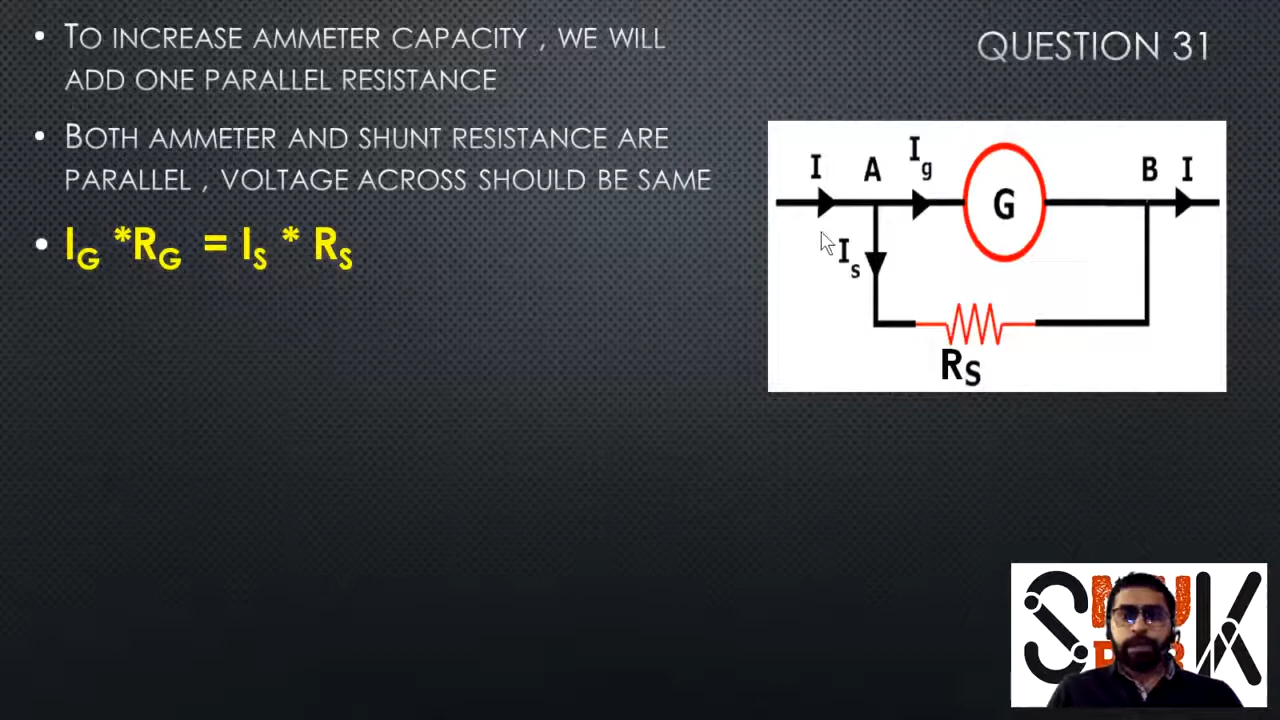 • TO INCREASE AMMETER CAPACITY , WE WILL
ADD ONE PARALLEL RESISTANCE
• BOTH AMMETER AND SHUNT RESISTANCE ARE
PARALLEL , VOLTAGE ACROSS SHOULD BE SAME
• IG *RG = IS * RS
QUESTION 31
I A Ig B I
G
Is
RS